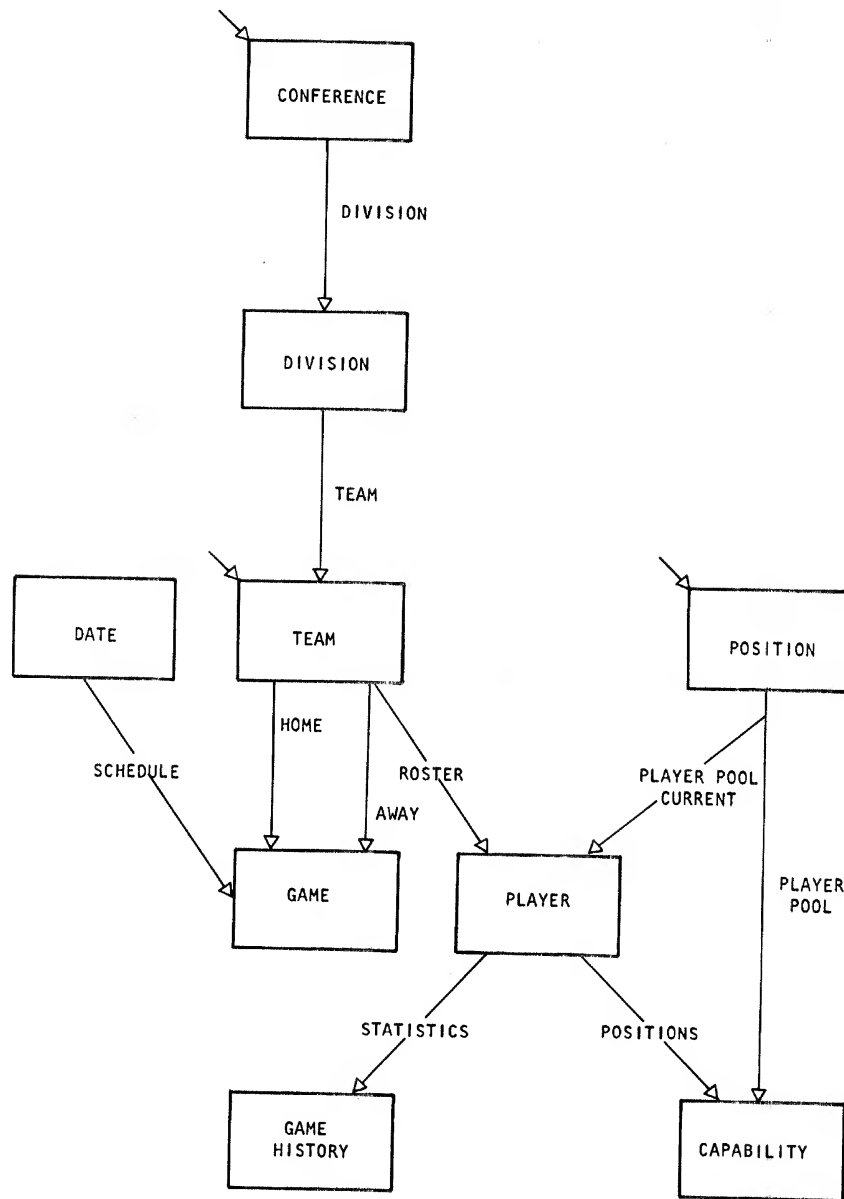 CONFERENCE
DIVISION
DIVISION
TEAM
DATE
TEAM
POSITION
HOME
SCHEDULE
ROSTER
PLAYER POOL
CURRENT
AWAY
GAME
PLAYER
PLAYER
POOL
STATISTICS
POSITIONS
GAME
HISTORY
CAPABILITY